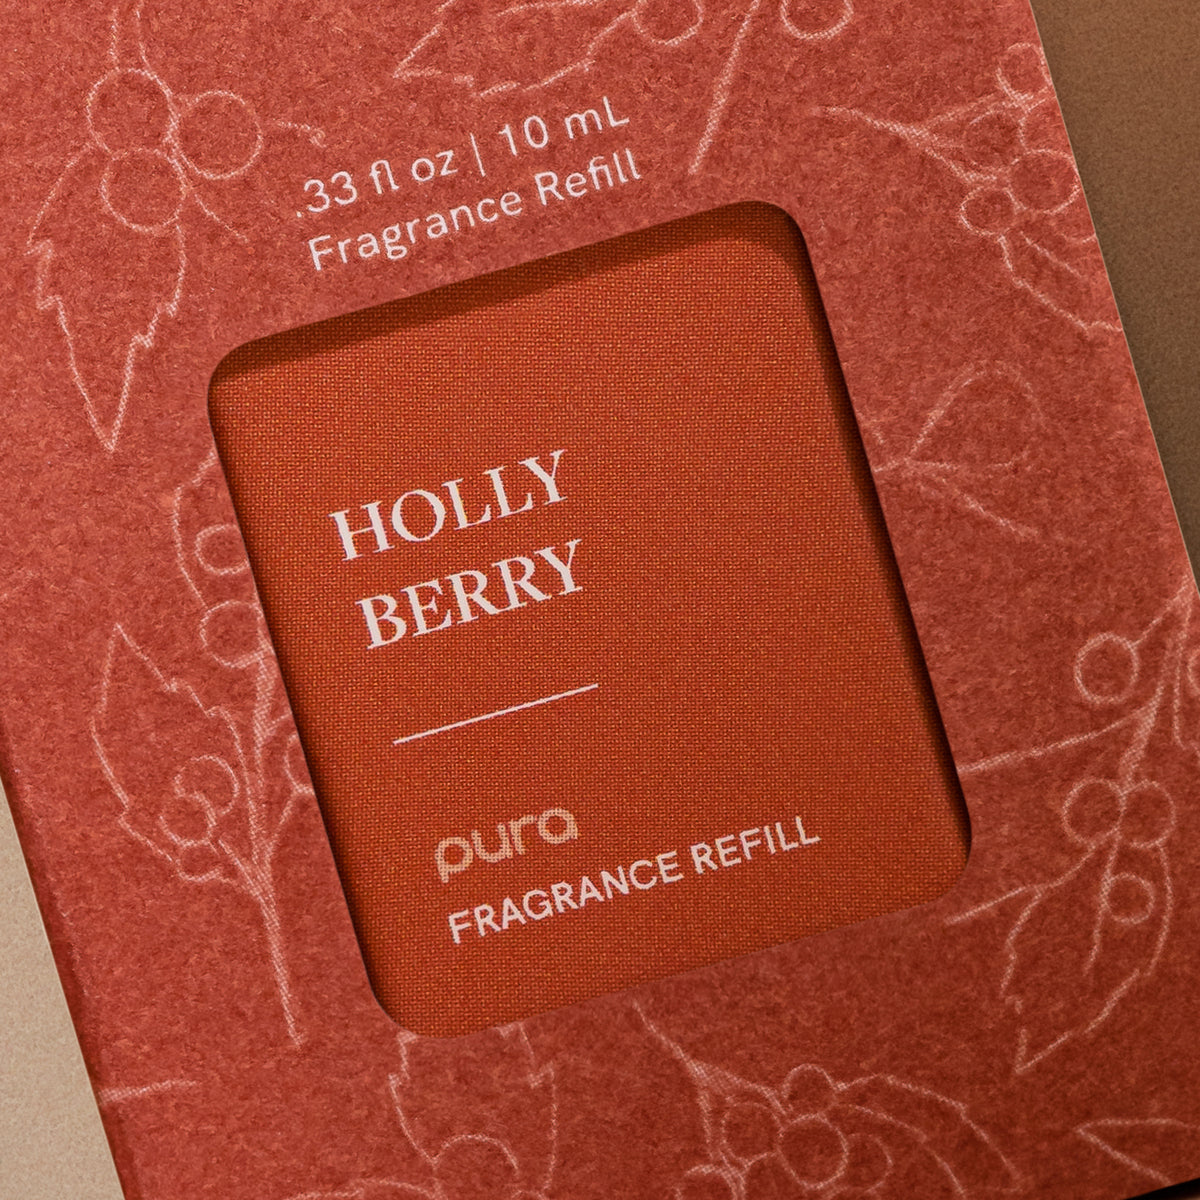 .33 fl oz | 10 mL
Fragrance Refill
HOLLY
BERRY
pura
FRAGRANCE REFILL